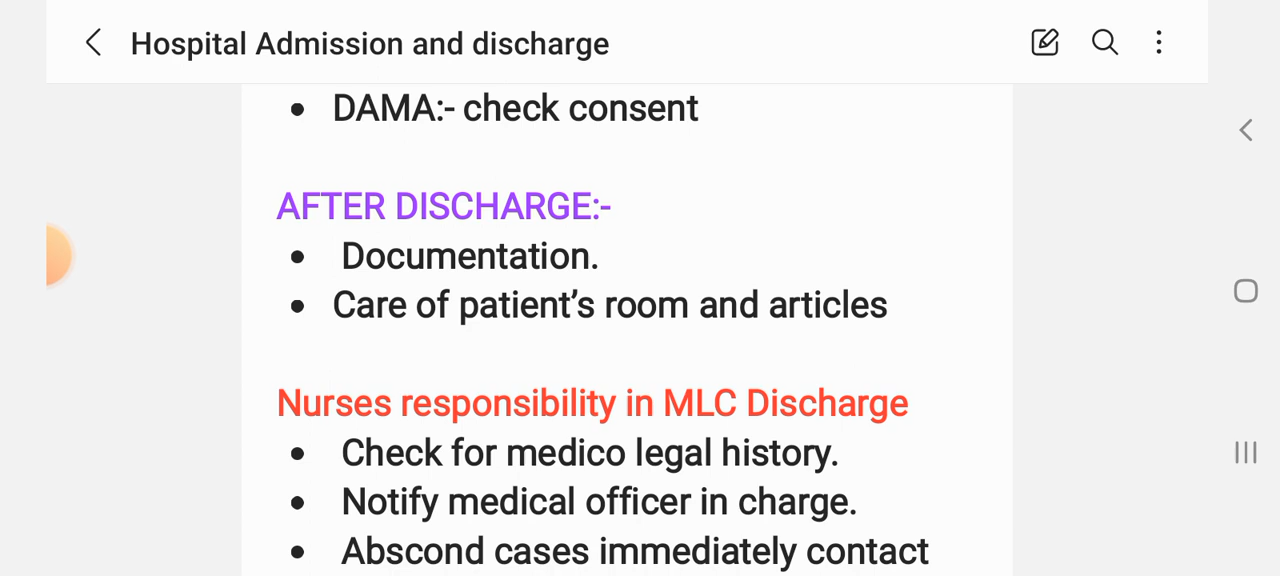 Hospital Admission and discharge
• DAMA:- check consent
AFTER DISCHARGE:-
• Documentation.
• Care of patient's room and articles
Nurses responsibility in MLC Discharge
• Check for medico legal history.
• Notify medical officer in charge.
• Abscond cases immediately contact